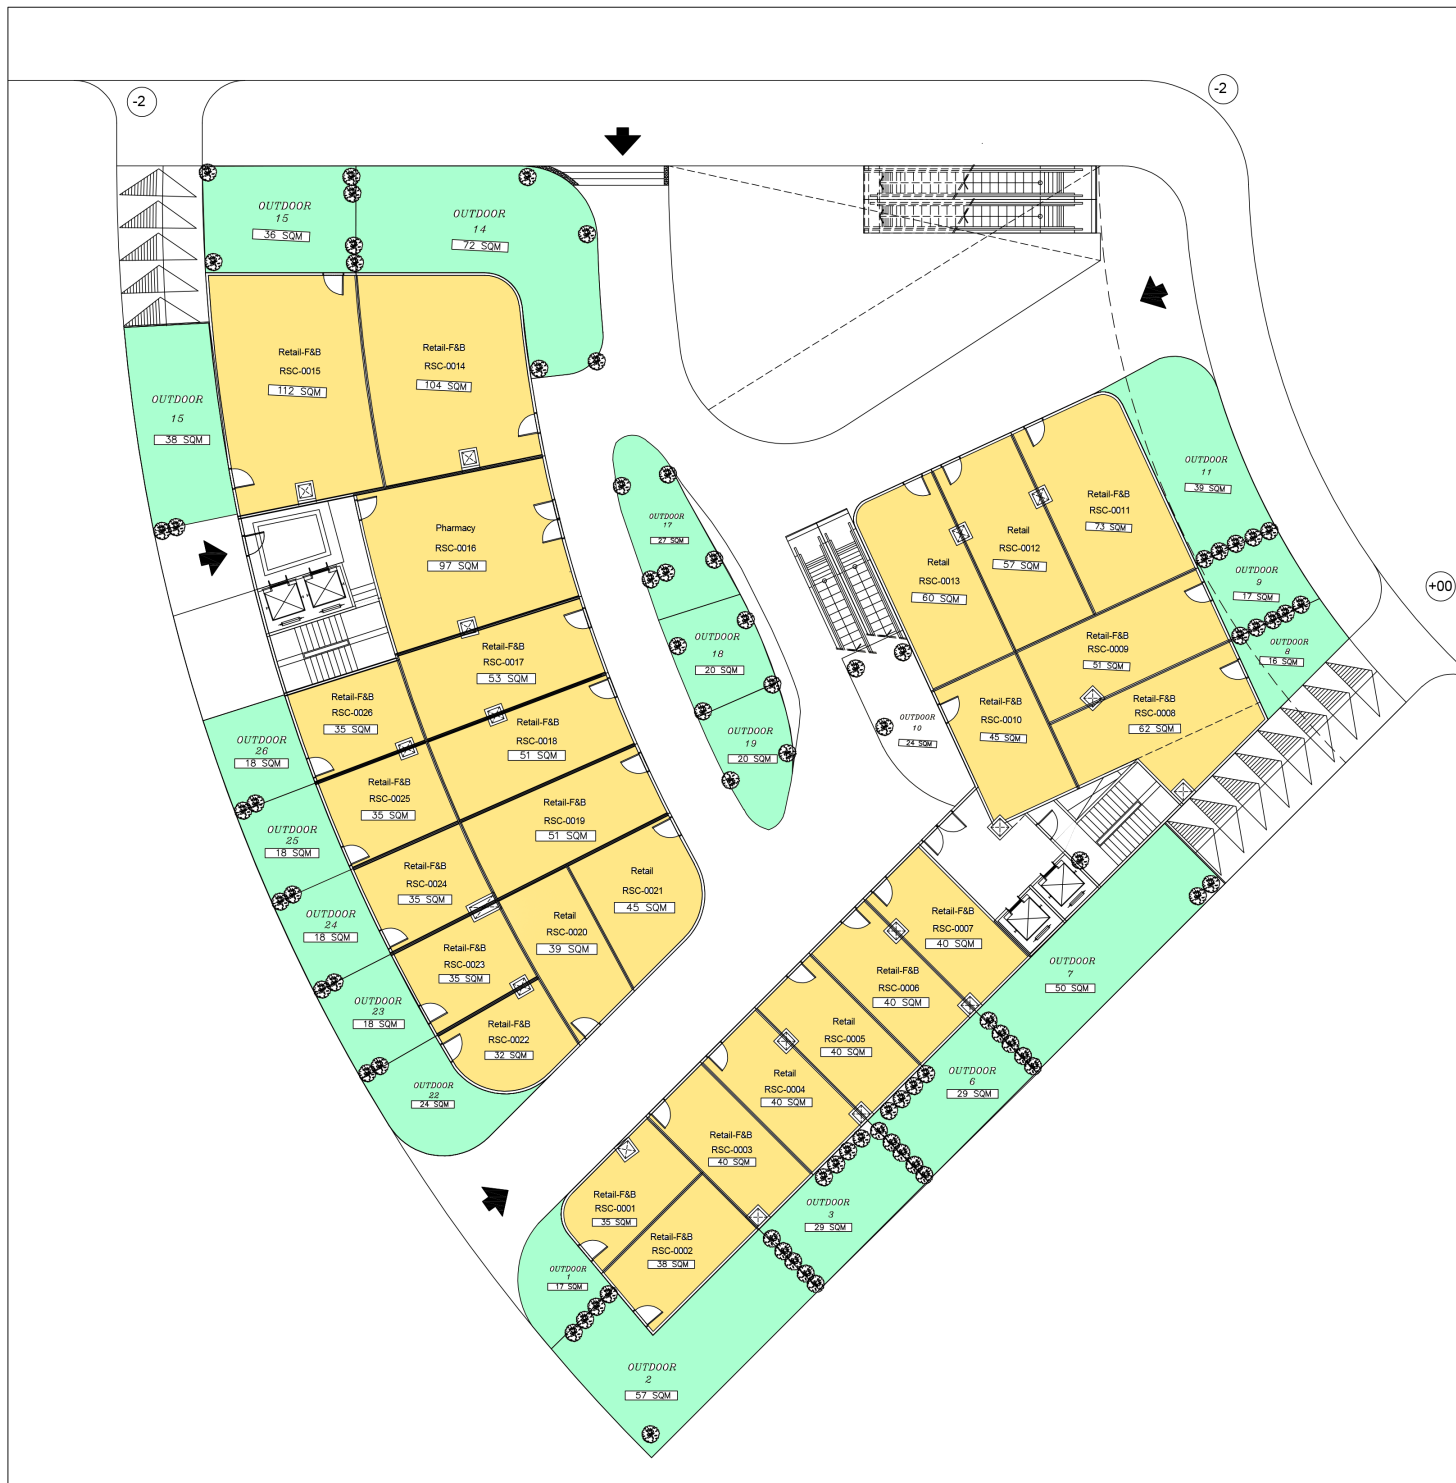 -2
-2
OUTDOOR
15
36 SQM
OUTDOOR
14
72 SQM
Retail-F&B
RSC-0015
112 SQM
Retail-F&B
RSC-0014
104 SQM
OUTDOOR
15
38 SQM
Pharmacy
RSC-0016
97 SQM
OUTDOOR
17
27 SQM
Retail
RSC-0013
60 SQM
Retail
RSC-0012
57 SQM
Retail-F&B
RSC-0011
73 SQM
OUTDOOR
11
39 SQM
OUTDOOR
9
17 SQM
+00
OUTDOOR
8
16 SQM
Retail-F&B
RSC-0017
53 SQM
OUTDOOR
18
20 SQM
Retail-F&B
RSC-0009
51 SQM
Retail-F&B
RSC-0026
35 SQM
Retail-F&B
RSC-0018
51 SQM
OUTDOOR
19
20 SQM
OUTDOOR
10
24 SQM
Retail-F&B
RSC-0010
45 SQM
Retail-F&B
RSC-0008
62 SQM
OUTDOOR
26
18 SQM
Retail-F&B
RSC-0025
35 SQM
Retail-F&B
RSC-0019
51 SQM
OUTDOOR
25
18 SQM
Retail-F&B
RSC-0024
35 SQM
Retail
RSC-0021
45 SQM
OUTDOOR
24
18 SQM
Retail-F&B
RSC-0023
35 SQM
Retail
RSC-0020
39 SQM
Retail-F&B
RSC-0007
40 SQM
OUTDOOR
23
18 SQM
Retail-F&B
RSC-0022
32 SQM
Retail-F&B
RSC-0006
40 SQM
OUTDOOR
7
50 SQM
Retail
RSC-0005
40 SQM
OUTDOOR
22
24 SQM
Retail
RSC-0004
40 SQM
OUTDOOR
6
29 SQM
Retail-F&B
RSC-0003
40 SQM
Retail-F&B
RSC-0001
35 SQM
OUTDOOR
3
29 SQM
Retail-F&B
RSC-0002
38 SQM
OUTDOOR
1
17 SQM
OUTDOOR
2
57 SQM